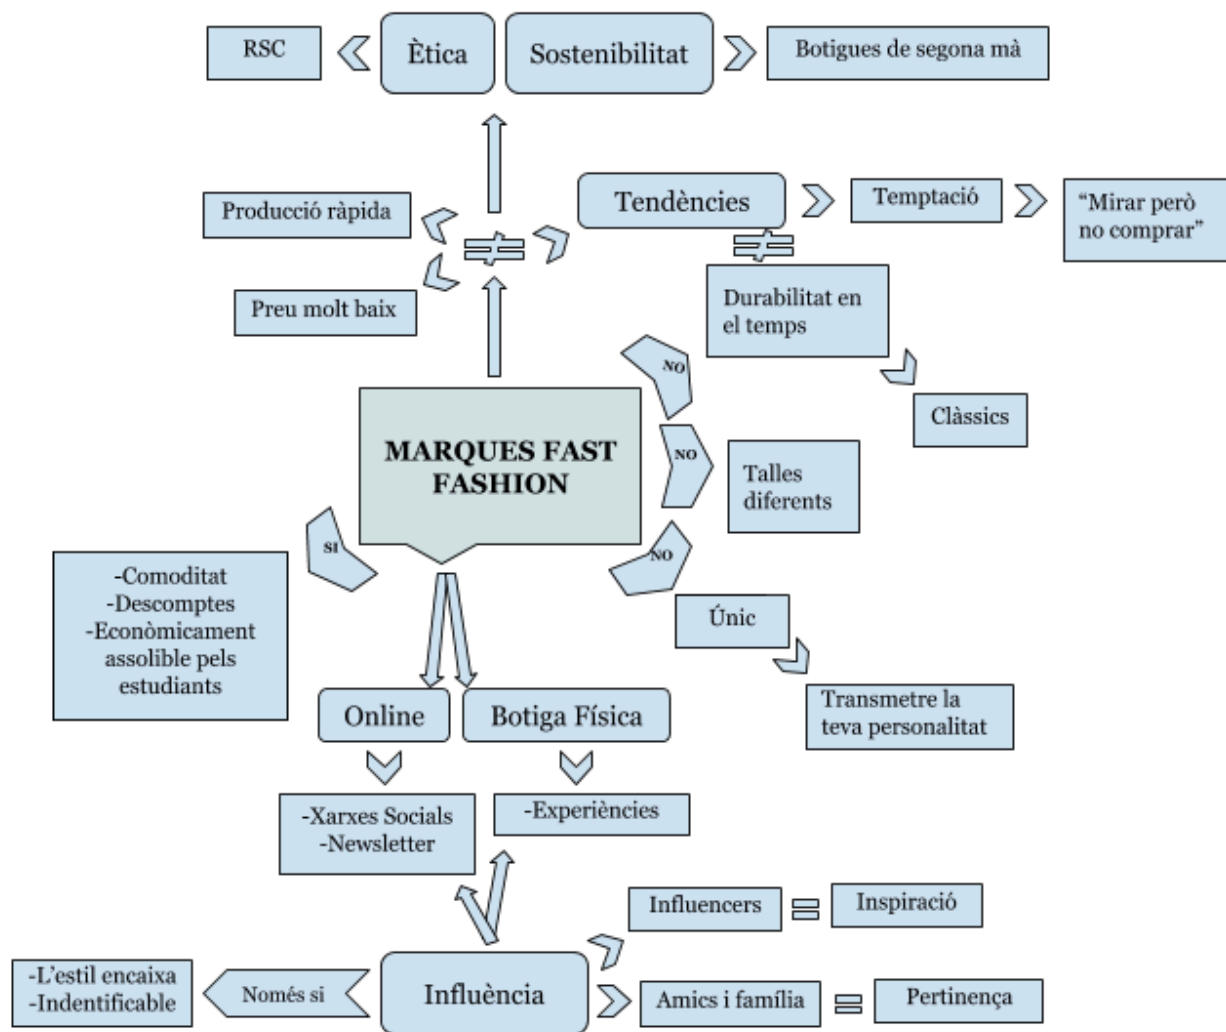 RSC
Ètica
Sostenibilitat
Botigues de segona mà
Producció ràpida
Tendències
Temptació
“Mirar però
no comprar”
Preu molt baix
Durabilitat en
el temps
NO
Clàssics
MARQUES FAST
FASHION
NO
Talles
diferents
SI
NO
-Comoditat
-Descomptes
-Econòmicament
assolible pels
estudiants
Únic
Transmetre la
teva personalitat
Online
Botiga Física
-Xarxes Socials
-Newsletter
-Experiències
Influencers
Inspiració
-L’estil encaixa
-Indentificable
Només si
Influència
Amics i família
Pertinença